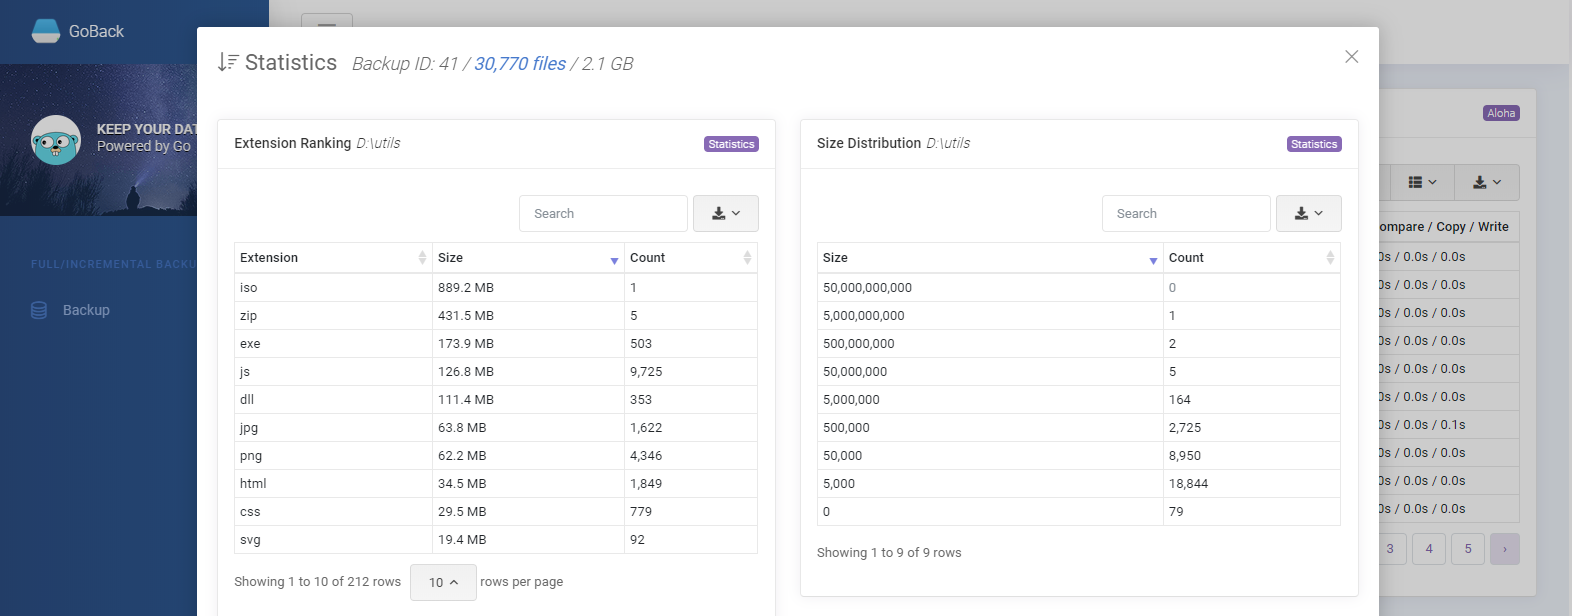 GoBack
KEEP YOUR DAT
Powered by Go
FULL/INCREMENTAL BACKU
Backup
Statistics Backup ID: 41 / 30,770 files / 2.1 GB
Extension Ranking D:\utils Statistics
Search
Extension Size Count
iso 889.2 MB 1
zip 431.5 MB 5
exe 173.9 MB 503
js 126.8 MB 9,725
dll 111.4 MB 353
jpg 63.8 MB 1,622
png 62.2 MB 4,346
html 34.5 MB 1,849
css 29.5 MB 779
svg 19.4 MB 92
Showing 1 to 10 of 212 rows 10 rows per page
Size Distribution D:\utils Statistics
Search
Size Count
50,000,000,000 0
5,000,000,000 1
500,000,000 2
50,000,000 5
5,000,000 164
500,000 2,725
50,000 8,950
5,000 18,844
0 79
Showing 1 to 9 of 9 rows
Aloha
ompare / Copy / Write
0s / 0.0s / 0.0s
0s / 0.0s / 0.0s
0s / 0.0s / 0.0s
0s / 0.0s / 0.0s
0s / 0.0s / 0.0s
0s / 0.0s / 0.0s
0s / 0.0s / 0.1s
0s / 0.0s / 0.0s
0s / 0.0s / 0.0s
0s / 0.0s / 0.0s
3 4 5 ›